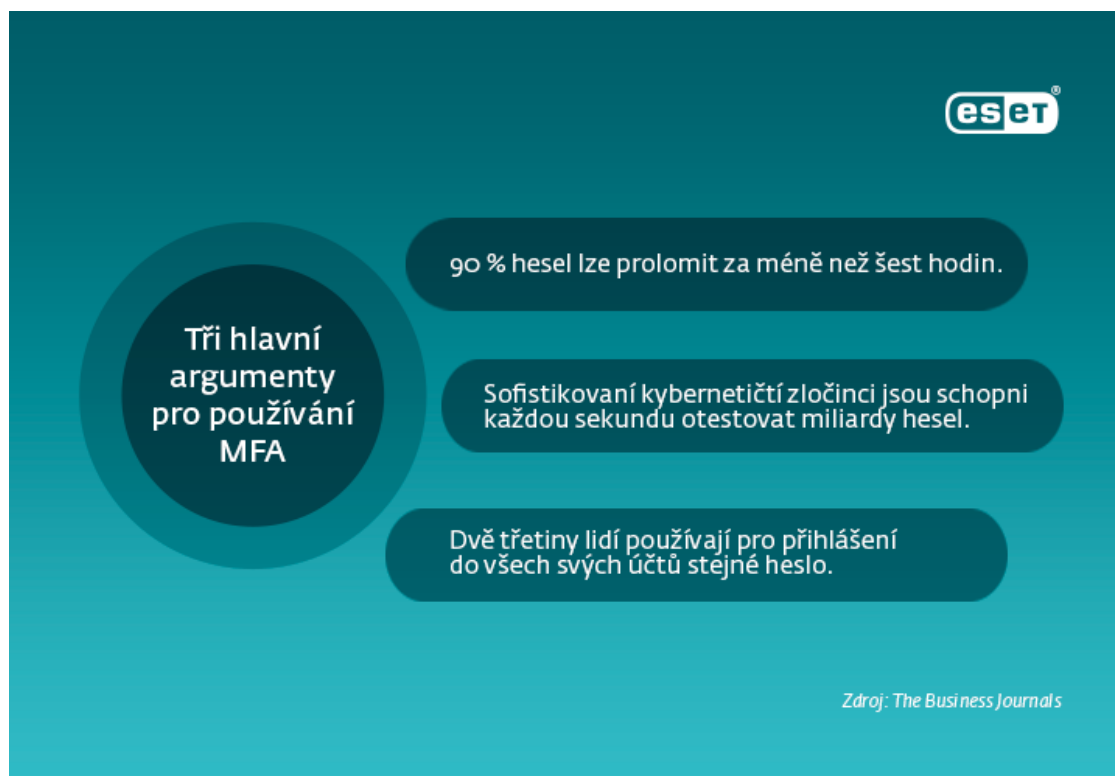 eset®
Tři hlavní
argumenty
pro používání
MFA
90 % hesel lze prolomit za méně než šest hodin.
Sofistikovaní kybernetičtí zločinci jsou schopni
každou sekundu otestovat miliardy hesel.
Dvě třetiny lidí používají pro přihlášení
do všech svých účtů stejné heslo.
Zdroj: The Business Journals